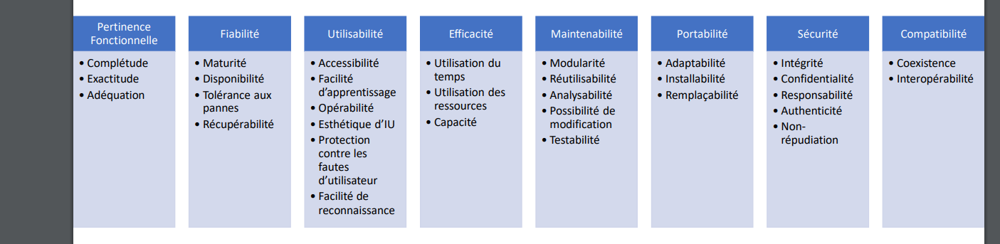 Pertinence
Fonctionnelle
• Complétude
• Exactitude
• Adéquation
Fiabilité
• Maturité
• Disponibilité
• Tolérance aux
pannes
• Récupérabilité
Utilisabilité
• Accessibilité
• Facilité
d’apprentissage
• Opérabilité
• Esthétique d’IU
• Protection
contre les
fautes
d’utilisateur
• Facilité de
reconnaissance
Efficacité
• Utilisation du
temps
• Utilisation des
ressources
• Capacité
Maintenabilité
• Modularité
• Réutilisabilité
• Analysabilité
• Possibilité de
modification
• Testabilité
Portabilité
• Adaptabilité
• Installabilité
• Remplaçabilité
Sécurité
• Intégrité
• Confidentialité
• Responsabilité
• Authenticité
• Non-
répudiation
Compatibilité
• Coexistence
• Interopérabilité